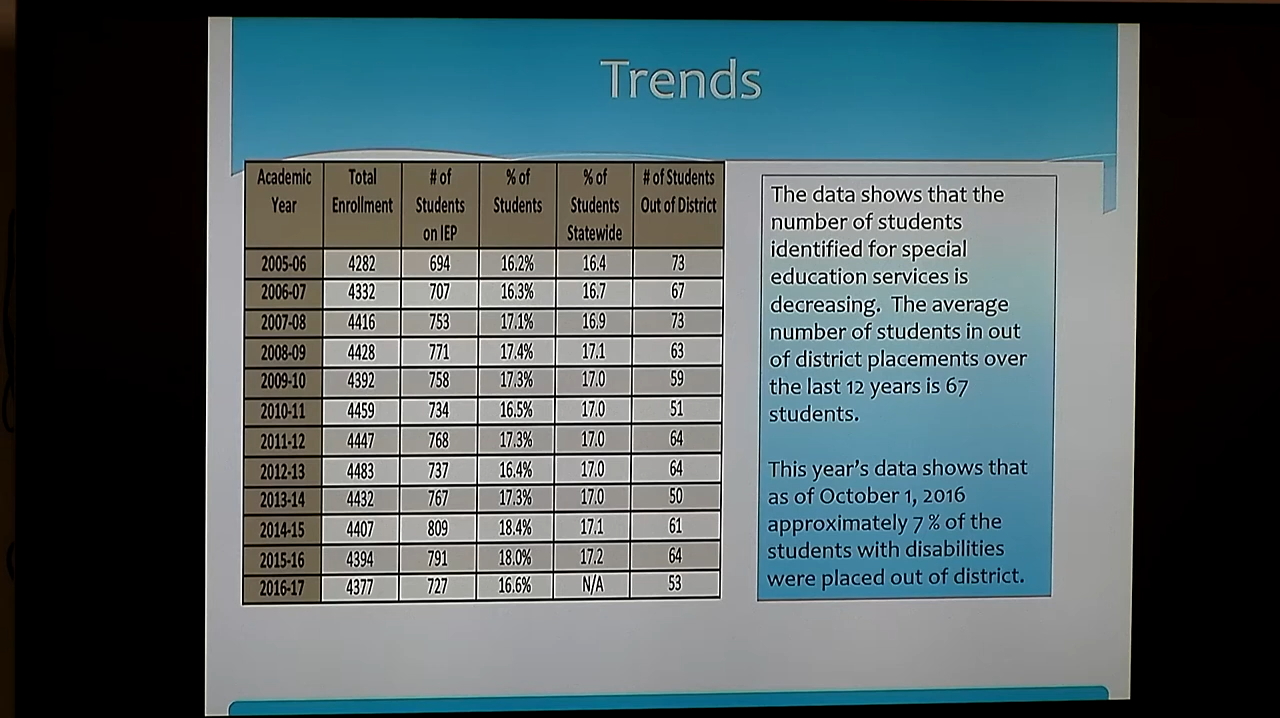 Trends
Academic Year Total Enrollment # of Students on IEP % of Students % of Students Statewide # of Students Out of District
2005-06 4282 694 16.2% 16.4 73
2006-07 4332 707 16.3% 16.7 67
2007-08 4416 753 17.1% 16.9 73
2008-09 4428 771 17.4% 17.1 63
2009-10 4392 758 17.3% 17.0 59
2010-11 4459 734 16.5% 17.0 51
2011-12 4447 768 17.3% 17.0 64
2012-13 4483 737 16.4% 17.0 64
2013-14 4432 767 17.3% 17.0 50
2014-15 4407 809 18.4% 17.1 61
2015-16 4394 791 18.0% 17.2 64
2016-17 4377 727 16.6% N/A 53
The data shows that the
number of students
identified for special
education services is
decreasing. The average
number of students in out
of district placements over
the last 12 years is 67
students.
This year's data shows that
as of October 1, 2016
approximately 7 % of the
students with disabilities
were placed out of district.